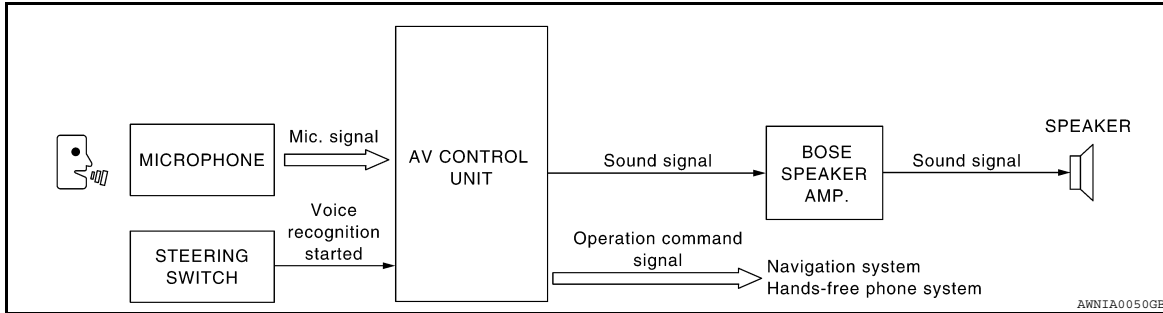 MICROPHONE
Mic. signal
STEERING
SWITCH
Voice
recognition
started
AV CONTROL
UNIT
Sound signal
BOSE
SPEAKER
AMP.
Sound signal
SPEAKER
Operation command
signal
Navigation system
Hands-free phone system
AWNIA0050GB